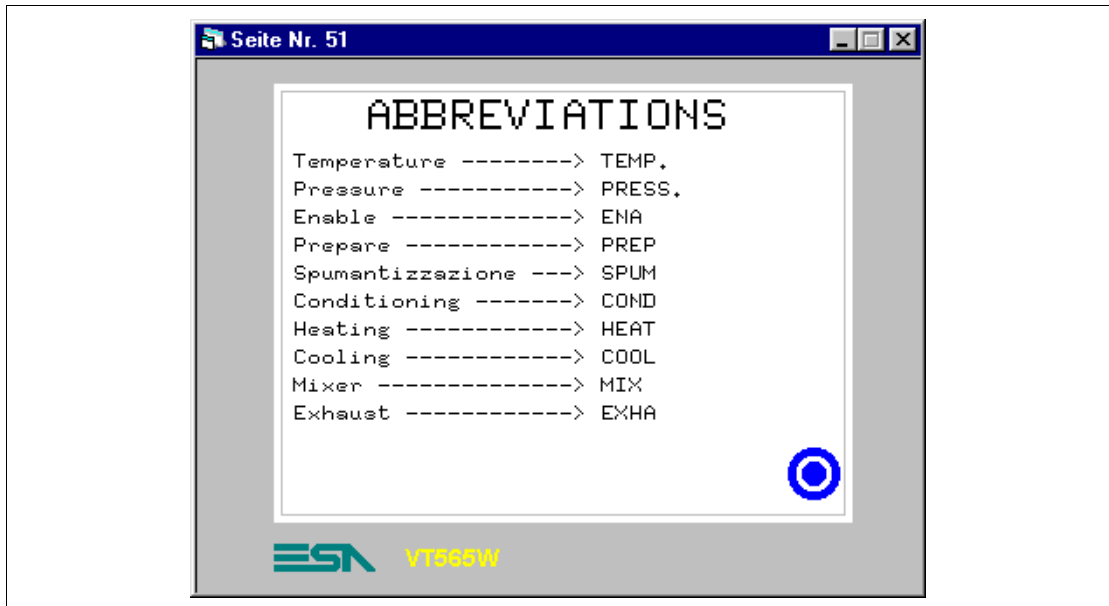 Seite Nr. 51
ABBREVIATIONS
Temperature --------> TEMP.
Pressure -----------> PRESS.
Enable -------------> ENA
Prepare ------------> PREP
Spumantizzazione ---> SPUM
Conditioning -------> COND
Heating ------------> HEAT
Cooling ------------> COOL
Mixer --------------> MIX
Exhaust ------------> EXHA
ESA VT565W